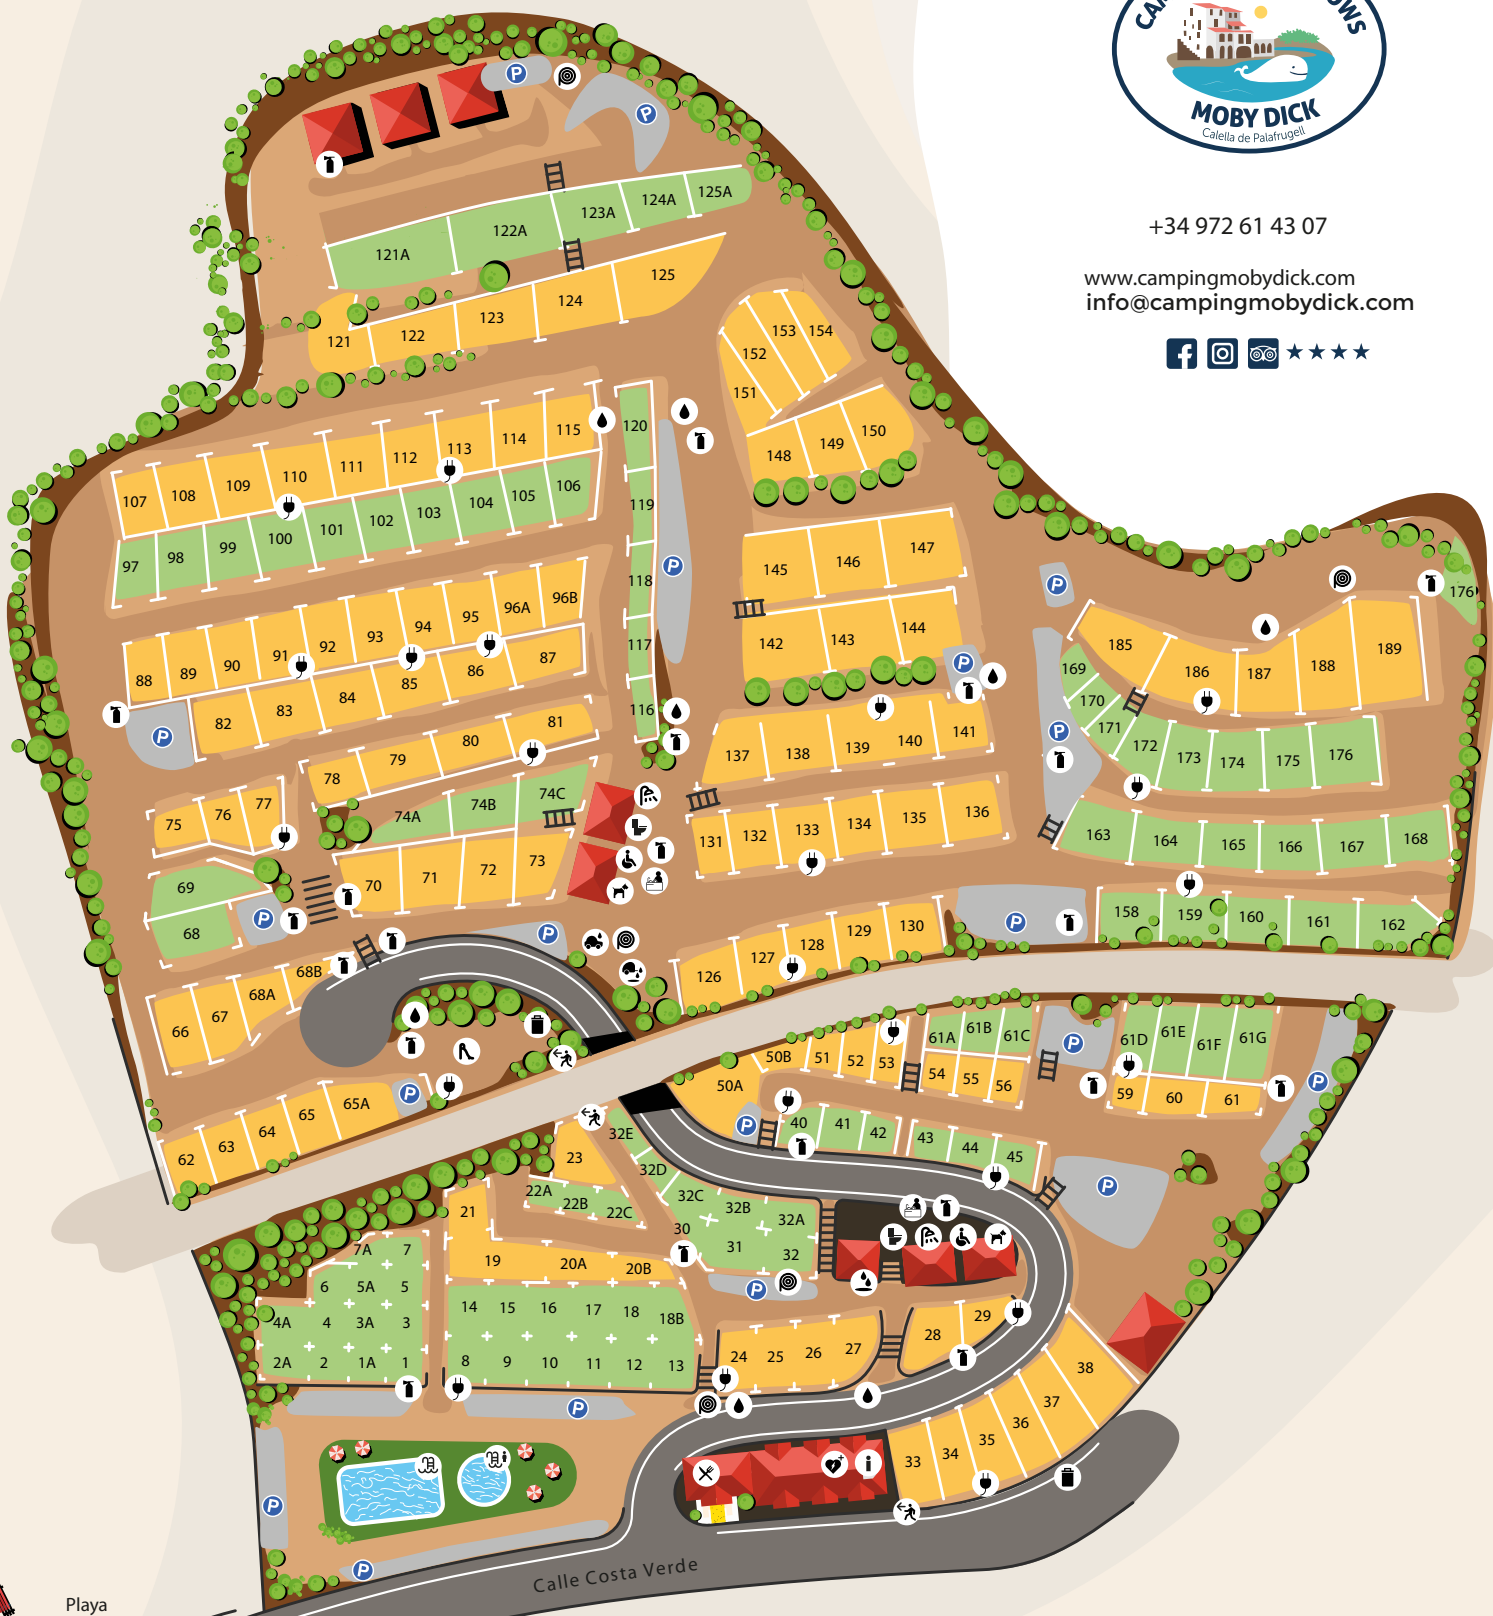 MOBY DICK
Calella de Palafrugell
+34 972 61 43 07
www.campingmobydick.com
info@campingmobydick.com
P
P
125A
124A
123A
122A
121A
125
124
123
122
121
154
153
152
151
150
149
148
115
114
113
112
111
110
109
108
107
106
105
104
103
102
101
100
99
98
97
120
119
118
117
116
P
147
146
145
144
143
142
P
P
96B
96A
95
94
93
92
91
90
89
88
87
86
85
84
83
82
P
81
80
79
78
77
76
75
74C
74B
74A
73
72
71
70
69
68
P
P
141
140
139
138
137
136
135
134
133
132
131
130
129
128
127
126
P
176
189
188
187
186
185
169
170
171
172
173
174
175
176
P
163
164
165
166
167
168
158
159
160
161
162
P
68B
68A
67
66
65A
65
64
63
62
P
50A
50B
51
52
53
61A
61B
61C
54
55
56
P
61D
61E
61F
61G
59
60
61
P
P
40
41
42
43
44
45
P
32E
32D
32C
32B
32A
30
31
32
23
22A
22B
22C
21
19
20A
20B
P
7A
7
6
5A
5
4A
4
3A
3
2A
2
1A
1
14
15
16
17
18
18B
8
9
10
11
12
13
P
24
25
26
27
28
29
38
37
36
35
34
33
P
P
Calle Costa Verde
Playa